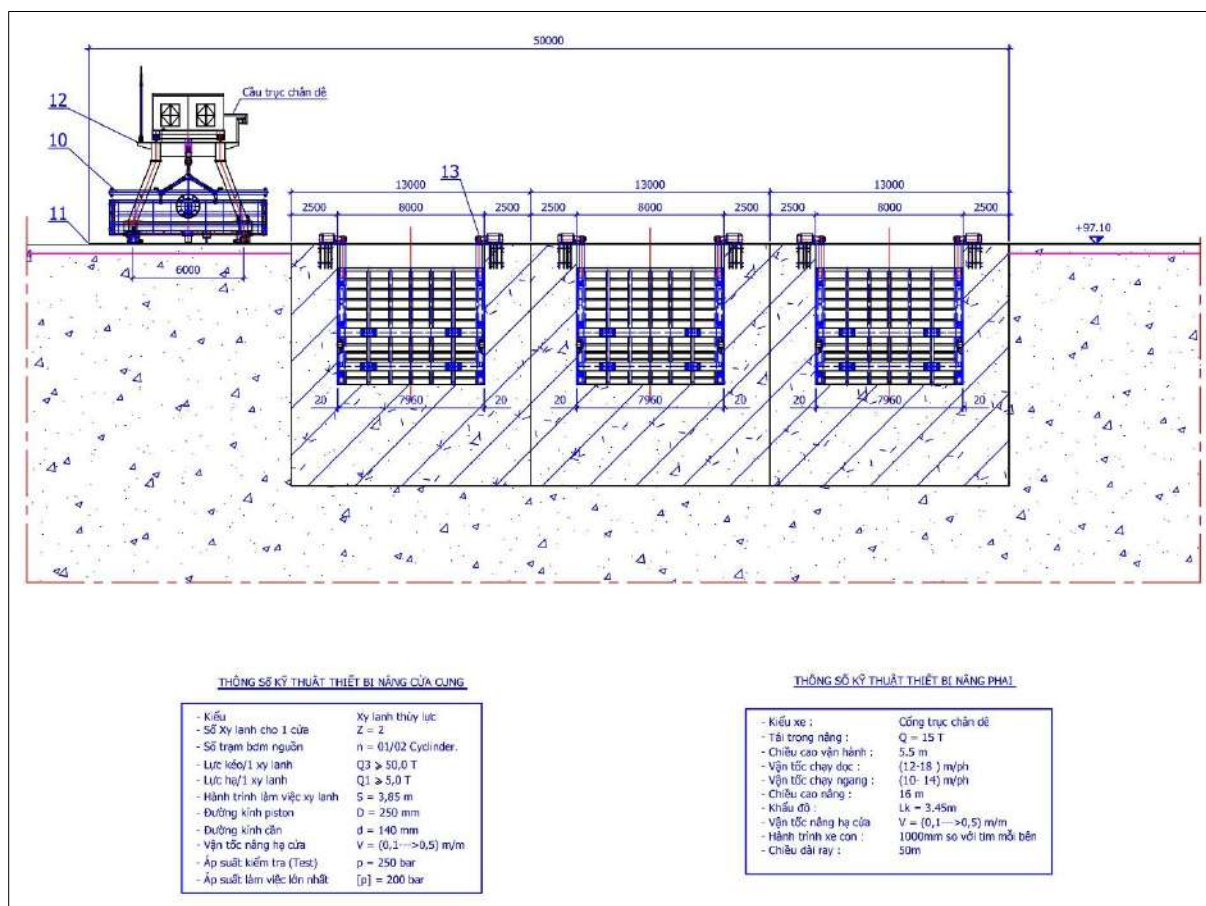 50000
12
Cầu trục chân dê
10
13
13000
13000
13000
11
2500
8000
2500
2500
8000
2500
2500
8000
2500
+97.10
6000
20
7960
20
20
7960
20
20
7960
20
THÔNG SỐ KỸ THUẬT THIẾT BỊ NÂNG CỬA CUNG
- Kiểu Xy lanh thủy lực
- Số Xy lanh cho 1 cửa Z = 2
- Số trạm bơm nguồn n = 01/02 Cyclinder.
- Lực kéo/1 xy lanh Q3 ⩾ 50,0 T
- Lực hạ/1 xy lanh Q1 ⩾ 5,0 T
- Hành trình làm việc xy lanh S = 3,85 m
- Đường kính piston D = 250 mm
- Đường kính cần d = 140 mm
- Vận tốc nâng hạ cửa V = (0,1--->0,5) m/m
- Áp suất kiểm tra (Test) p = 250 bar
- Áp suất làm việc lớn nhất [p] = 200 bar
THÔNG SỐ KỸ THUẬT THIẾT BỊ NÂNG PHAI
- Kiểu xe : Cổng trục chân dê
- Tải trọng nâng : Q = 15 T
- Chiều cao vận hành : 5.5 m
- Vận tốc chạy dọc : (12-18 ) m/ph
- Vận tốc chạy ngang : (10- 14) m/ph
- Chiều cao nâng : 16 m
- Khẩu độ : Lk = 3.45m
- Vận tốc nâng hạ cửa V = (0,1--->0,5) m/m
- Hành trình xe con : 1000mm so với tim mỗi bên
- Chiều dài ray : 50m